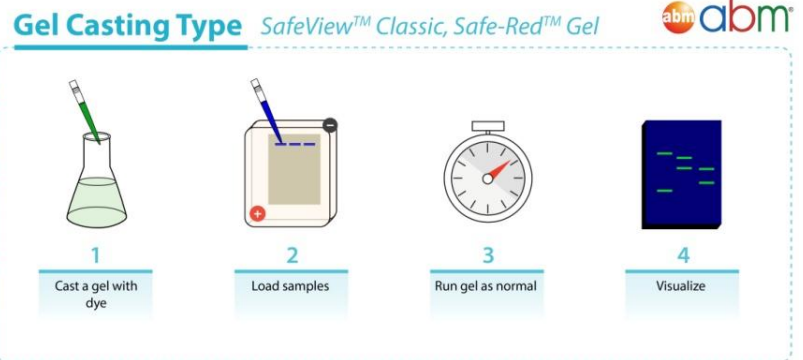 Gel Casting Type SafeView™ Classic, Safe-Red™ Gel
abm abm
−
+
1 2 3 4
Cast a gel with
dye
Load samples
Run gel as normal
Visualize